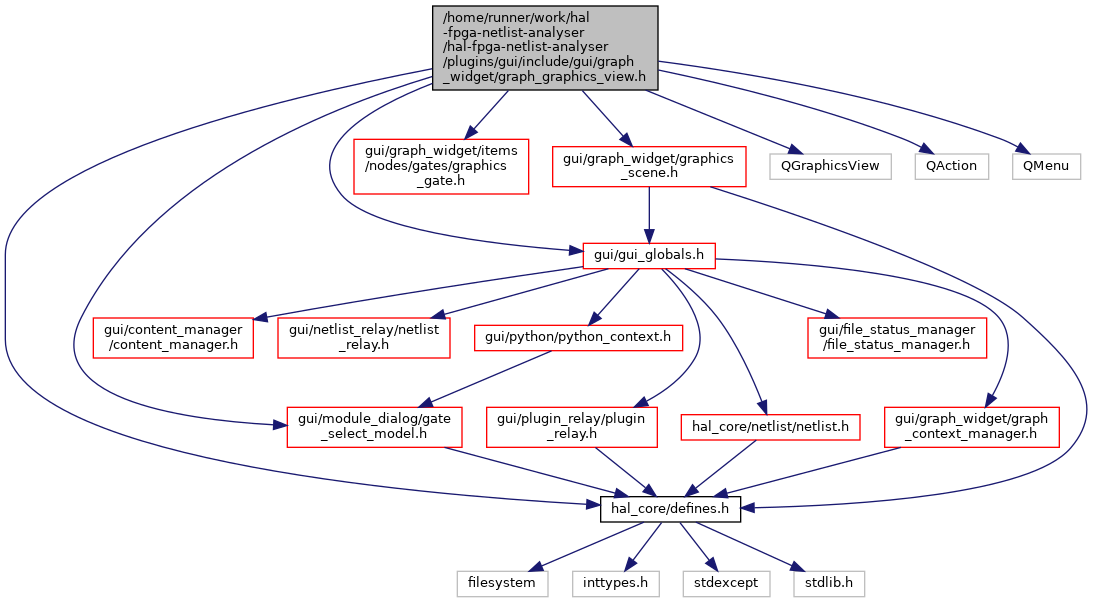 /home/runner/work/hal
-fpga-netlist-analyser
/hal-fpga-netlist-analyser
/plugins/gui/include/gui/graph
_widget/graph_graphics_view.h
gui/graph_widget/items
/nodes/gates/graphics
_gate.h
gui/graph_widget/graphics
_scene.h
QGraphicsView
QAction
QMenu
gui/gui_globals.h
gui/content_manager
/content_manager.h
gui/netlist_relay/netlist
_relay.h
gui/python/python_context.h
gui/file_status_manager
/file_status_manager.h
gui/module_dialog/gate
_select_model.h
gui/plugin_relay/plugin
_relay.h
hal_core/netlist/netlist.h
gui/graph_widget/graph
_context_manager.h
hal_core/defines.h
filesystem
inttypes.h
stdexcept
stdlib.h